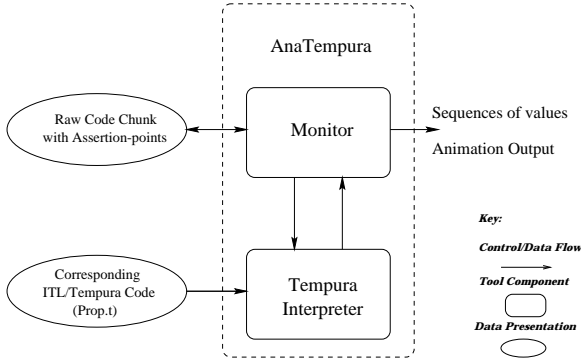 AnaTempura
Raw Code Chunk
with Assertion-points
Monitor
Sequences of values
Animation Output
Corresponding
ITL/Tempura Code
(Prop.t)
Tempura
Interpreter
Key:
Control/Data Flow
Tool Component
Data Presentation